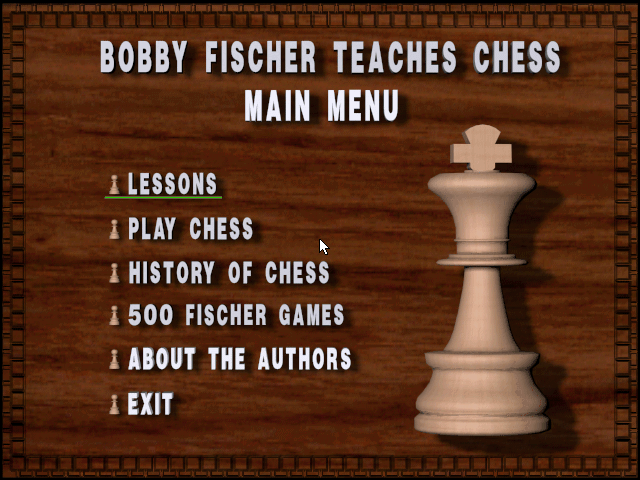 BOBBY FISCHER TEACHES CHESS
MAIN MENU
LESSONS
PLAY CHESS
HISTORY OF CHESS
500 FISCHER GAMES
ABOUT THE AUTHORS
EXIT